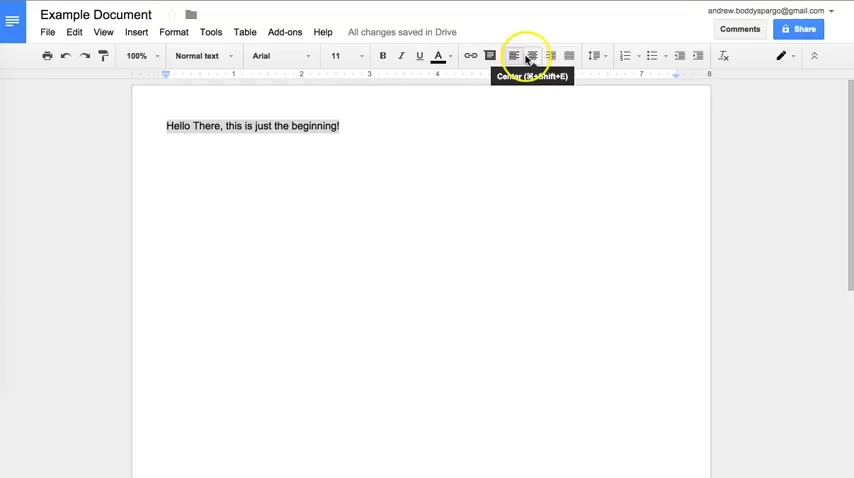 Example Document
andrew.boddyspargo@gmail.com
File Edit View Insert Format Tools Table Add-ons Help All changes saved in Drive
Comments Share
100% Normal text Arial 11 B I U A
Center (⌘+Shift+E)
1 2 3 4 5 6 7 8
Hello There, this is just the beginning!